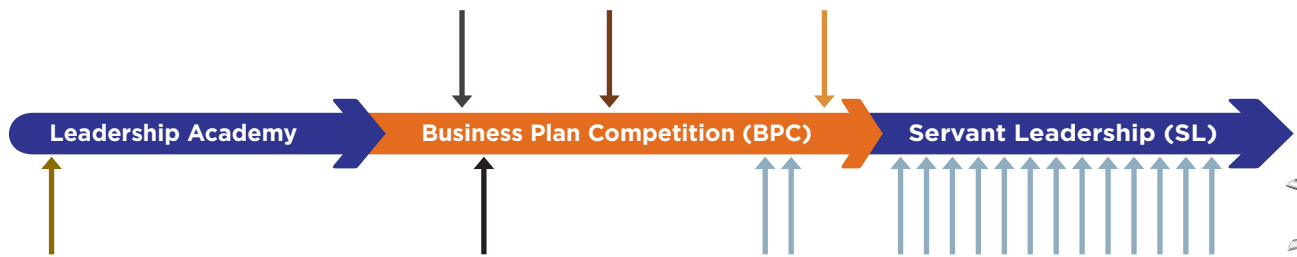 Leadership Academy
Business Plan Competition (BPC)
Servant Leadership (SL)